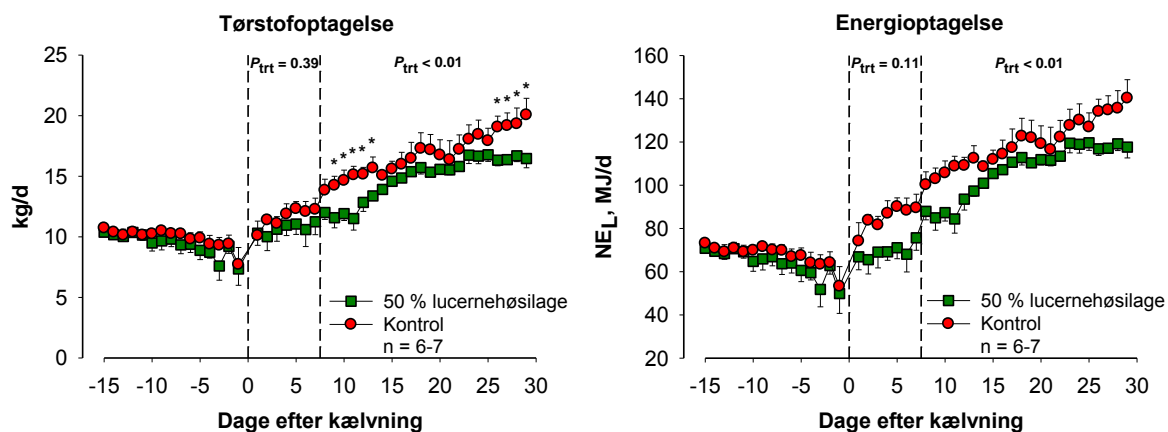 Tørstofoptagelse
25
20
15
10
5
0
kg/d
P trt = 0.39
P trt < 0.01
* * * * *
* * * *
50 % lucernehøsilage
Kontrol
n = 6-7
-15 -10 -5 0 5 10 15 20 25 30
Dage efter kælvning
Energioptagelse
160
140
120
100
80
60
40
20
NEL, MJ/d
P trt = 0.11
P trt < 0.01
50 % lucernehøsilage
Kontrol
n = 6-7
-15 -10 -5 0 5 10 15 20 25 30
Dage efter kælvning